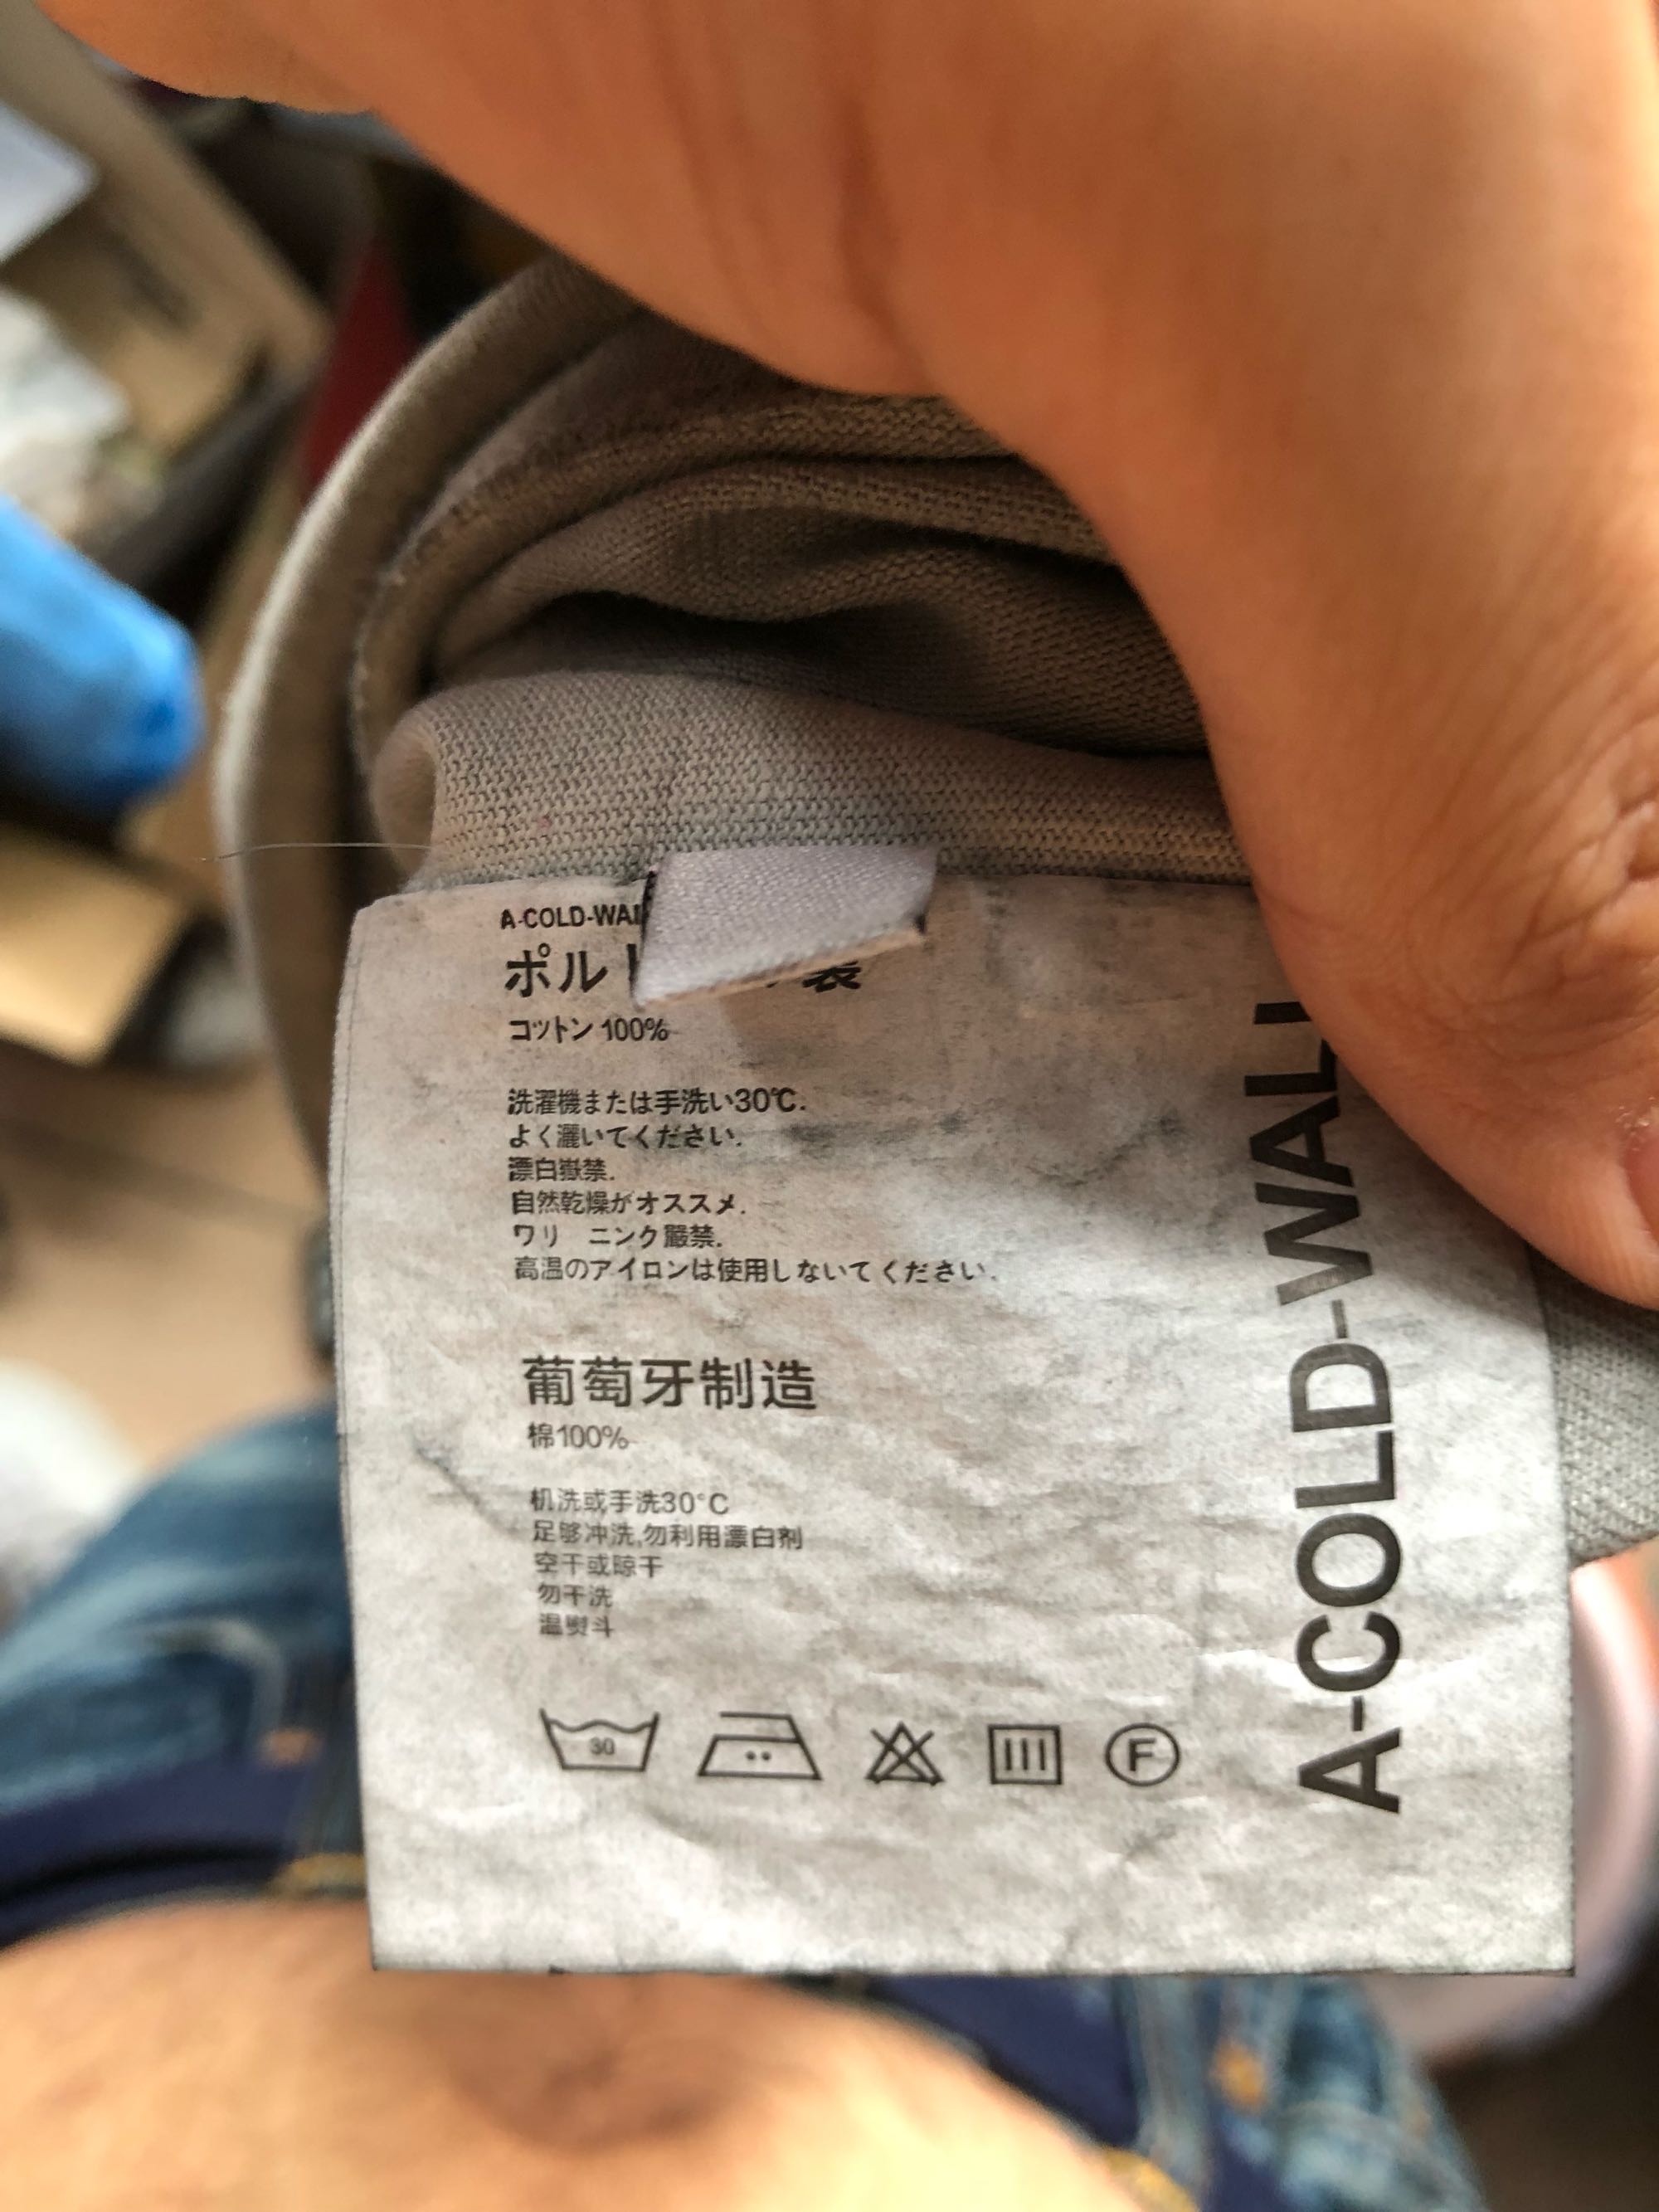 A-COLD-WAL
ポルト 製
コットン 100%
洗濯機または手洗い30℃.
よく濯いてください.
漂白嶽禁.
自然乾燥がオススメ.
ワリ ニンク嚴禁.
高温のアイロンは使用しないてください.
葡萄牙制造
棉100%
机洗或手洗30°C
足够冲洗,勿利用漂白剂
空干或晾干
勿干洗
温熨斗
30
F
A-COLD-WALL